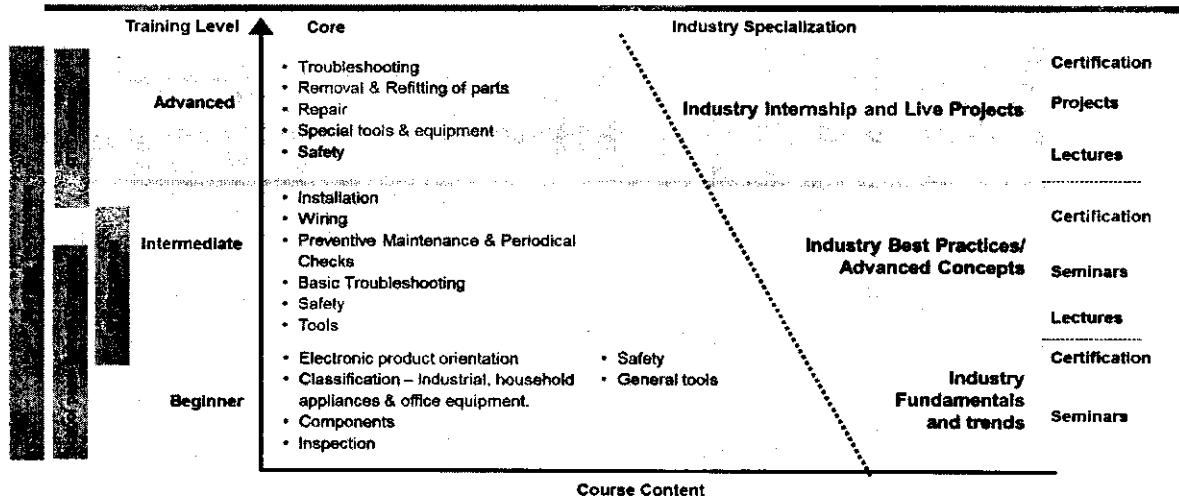 Training Level
Core
Industry Specialization
Advanced
• Troubleshooting
• Removal & Refitting of parts
• Repair
• Special tools & equipment
• Safety
Industry Internship and Live Projects
Certification
Projects
Lectures
Intermediate
• Installation
• Wiring
• Preventive Maintenance & Periodical
Checks
• Basic Troubleshooting
• Safety
• Tools
Industry Best Practices/
Advanced Concepts
Certification
Seminars
Lectures
Beginner
• Electronic product orientation
• Classification – Industrial, household
appliances & office equipment.
• Components
• Inspection
• Safety
• General tools
Industry
Fundamentals
and trends
Certification
Seminars
Course Content